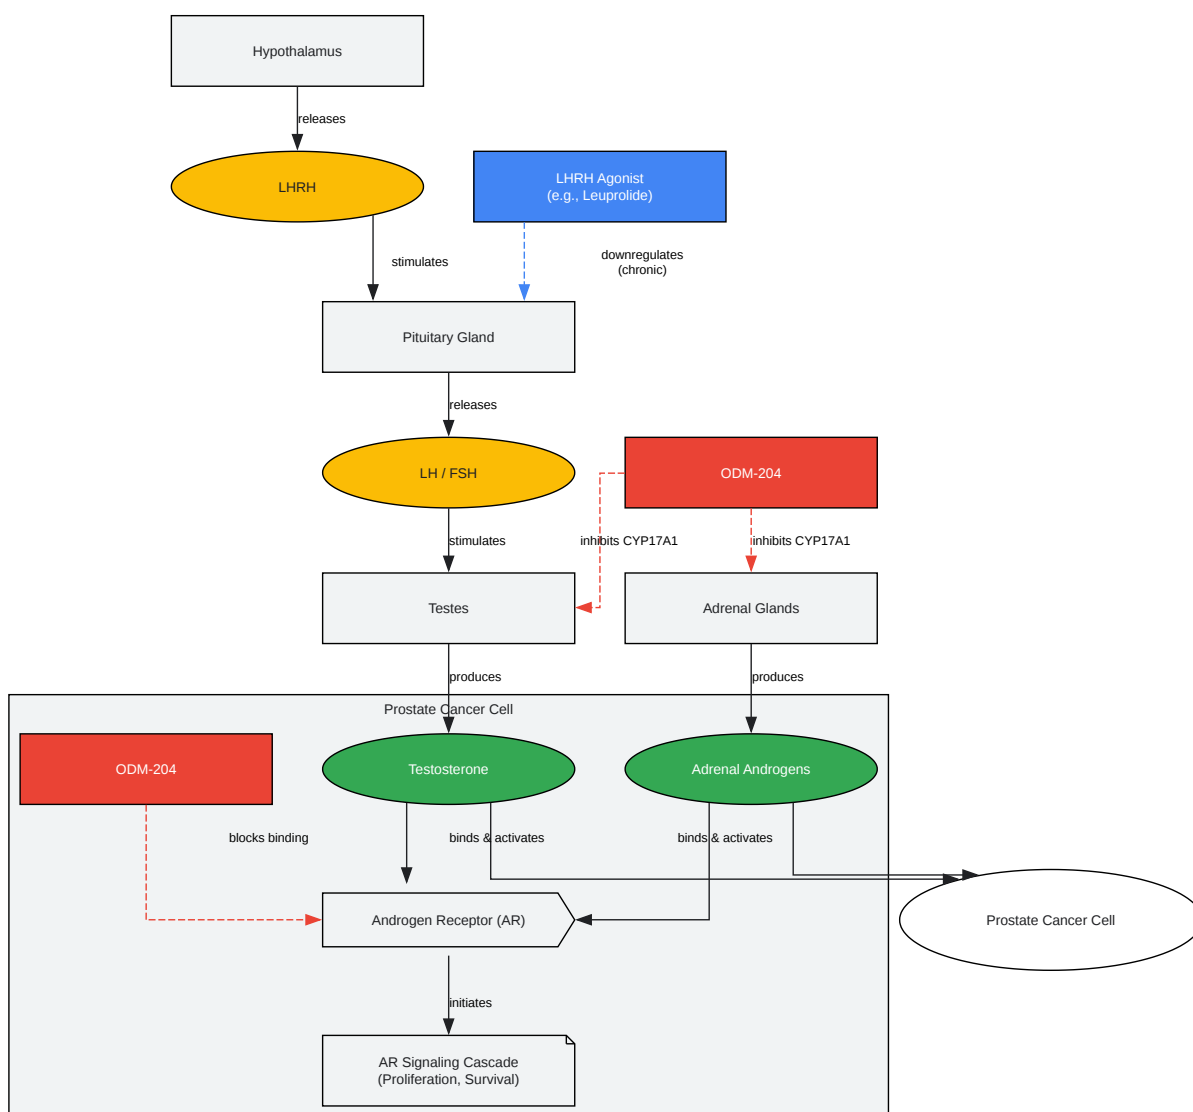 Hypothalamus
releases
LHRH
LHRH Agonist
(e.g., Leuprolide)
stimulates
downregulates
(chronic)
Pituitary Gland
releases
LH / FSH
ODM-204
stimulates
inhibits CYP17A1
inhibits CYP17A1
Testes
Adrenal Glands
produces
produces
Prostate Cancer Cell
ODM-204
Testosterone
Adrenal Androgens
blocks binding
binds & activates
binds & activates
Androgen Receptor (AR)
Prostate Cancer Cell
initiates
AR Signaling Cascade
(Proliferation, Survival)